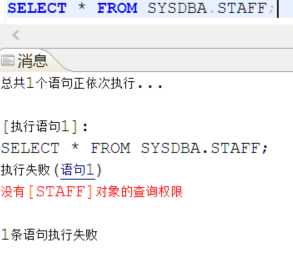 SELECT * FROM SYSDBA.STAFF;
消息
总共1个语句正依次执行...
[执行语句1]:
SELECT * FROM SYSDBA.STAFF;
执行失败(语句1)
没有[STAFF]对象的查询权限
1条语句执行失败